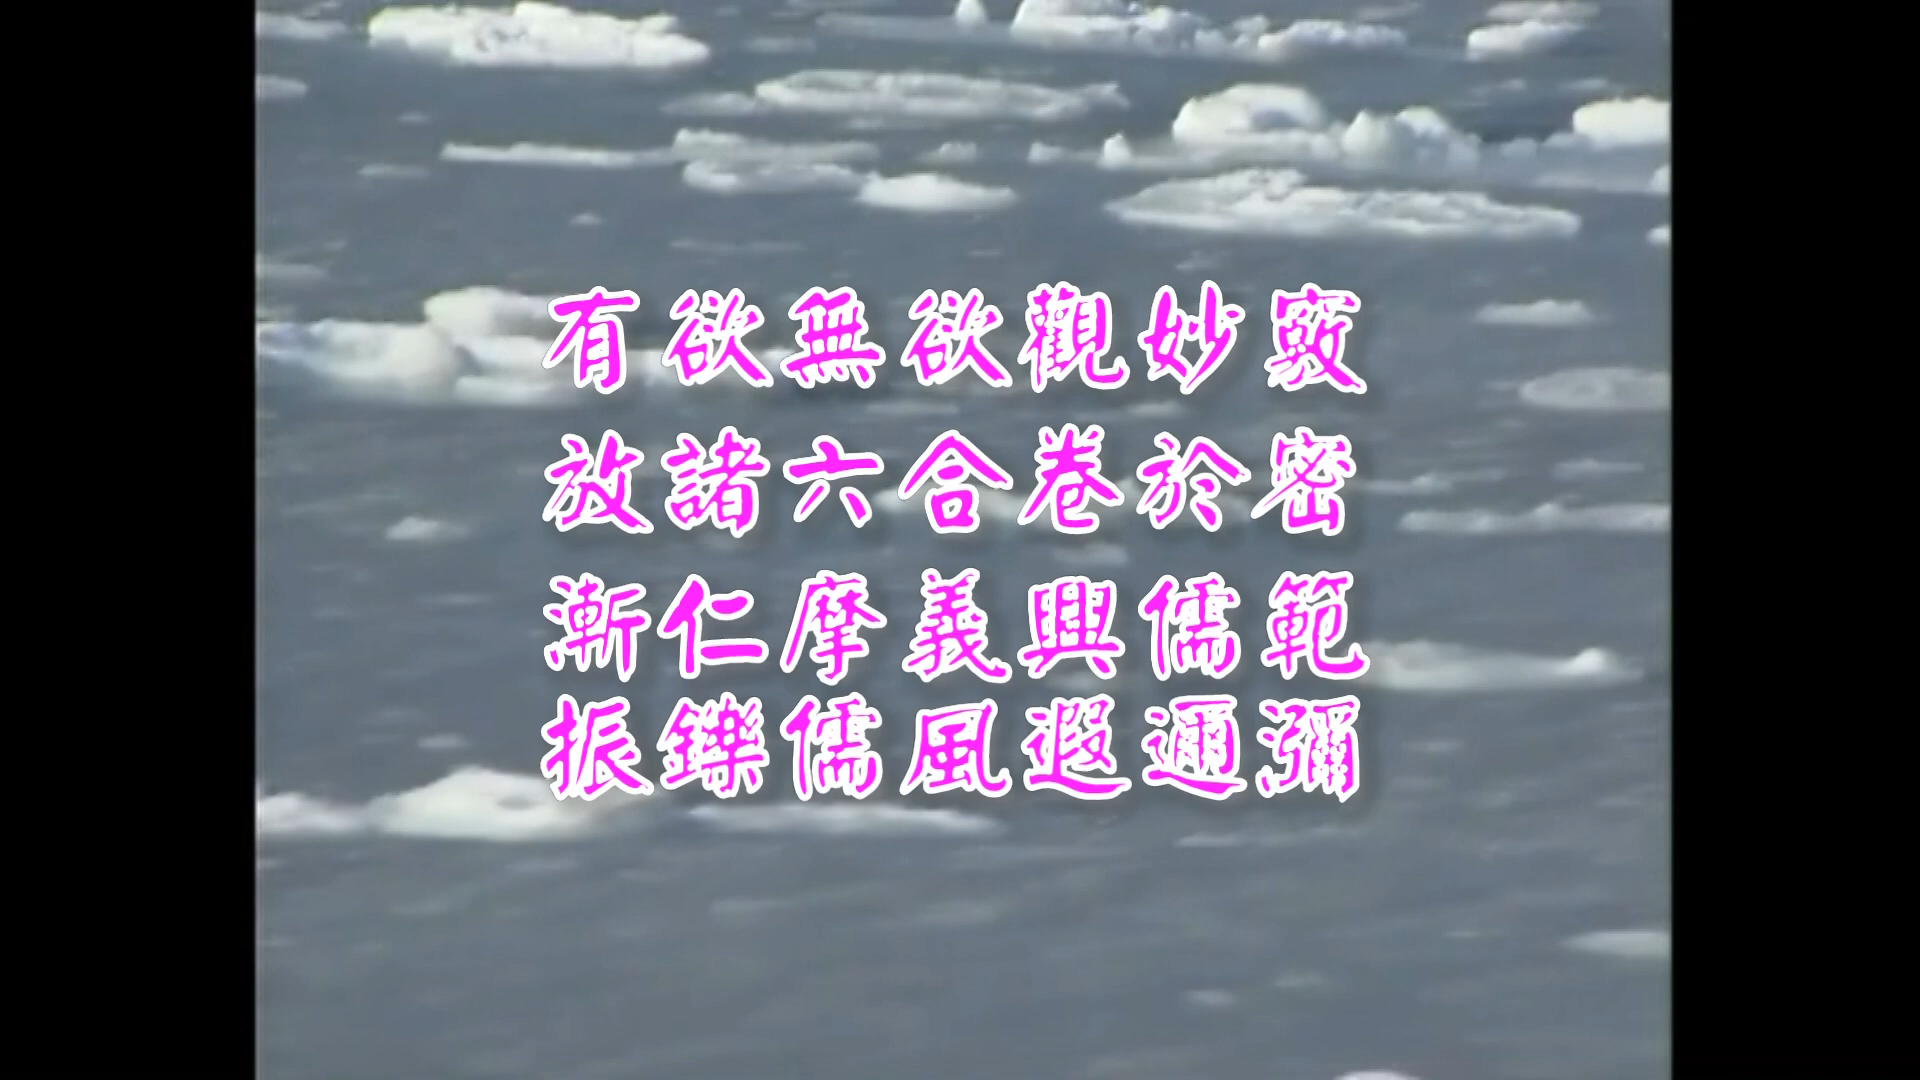 有欲無欲觀妙竅
放諸六合卷於密
漸仁摩義興儒範
振鑠儒風遐邇瀰